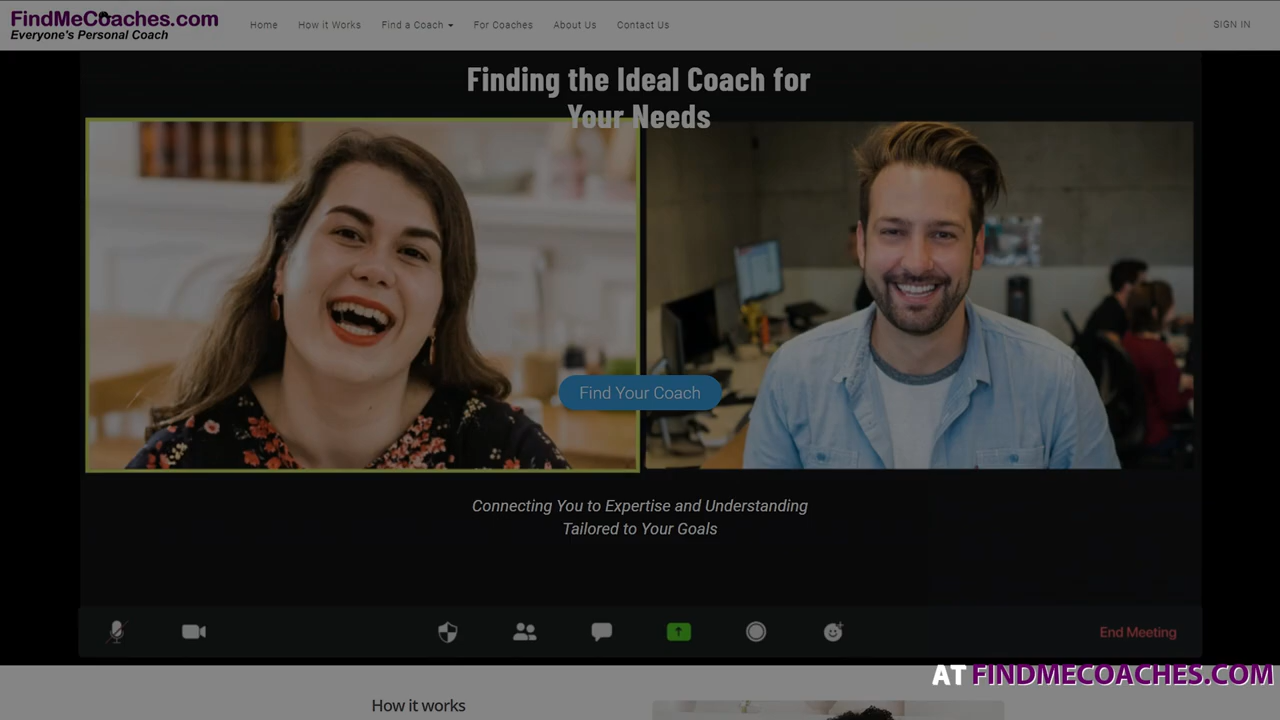 FindMeCoaches.com
Everyone's Personal Coach
Home
How it Works
Find a Coach
For Coaches
About Us
Contact Us
SIGN IN
Finding the Ideal Coach for
Your Needs
Find Your Coach
Connecting You to Expertise and Understanding
Tailored to Your Goals
End Meeting
AT FINDMECOACHES.COM
How it works